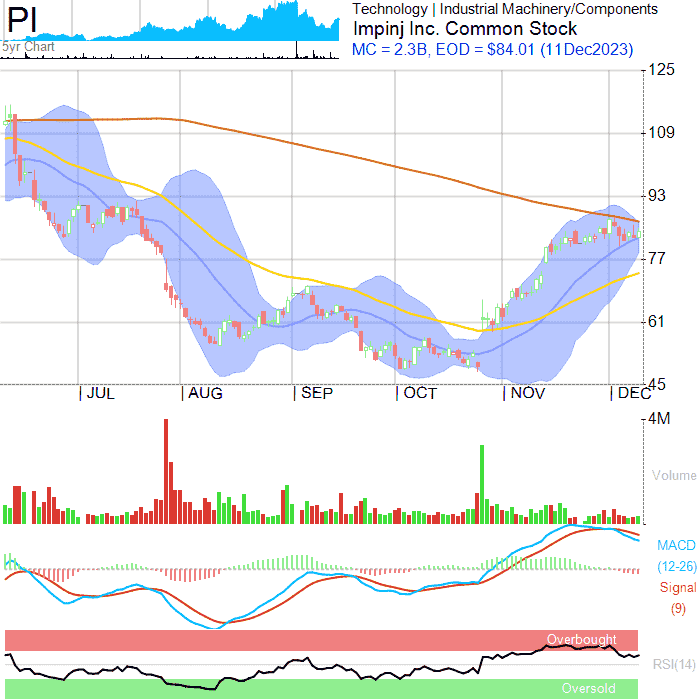 PI
Technology | Industrial Machinery/Components
Impinj Inc. Common Stock
MC = 2.3B, EOD = $84.01 (11Dec2023)
5yr Chart
125
109
93
77
61
45
| JUL | AUG | SEP | OCT | NOV | DEC
4M
Volume
MACD
(12-26)
Signal
(9)
Overbought
RSI(14)
Oversold